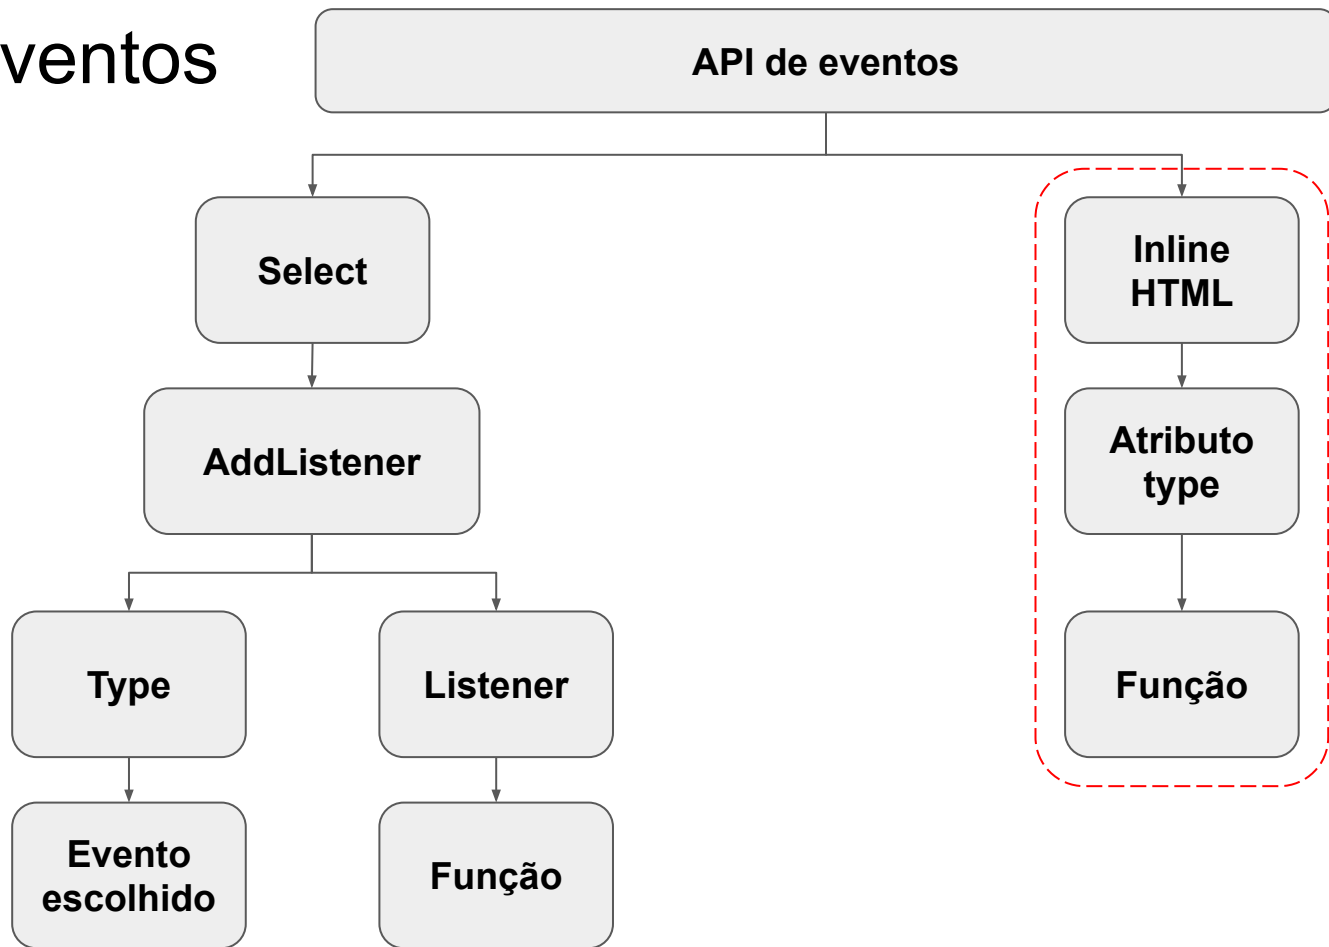 ventos
API de eventos
Select
Inline
HTML
AddListener
Atributo
type
Type
Listener
Função
Evento
escolhido
Função